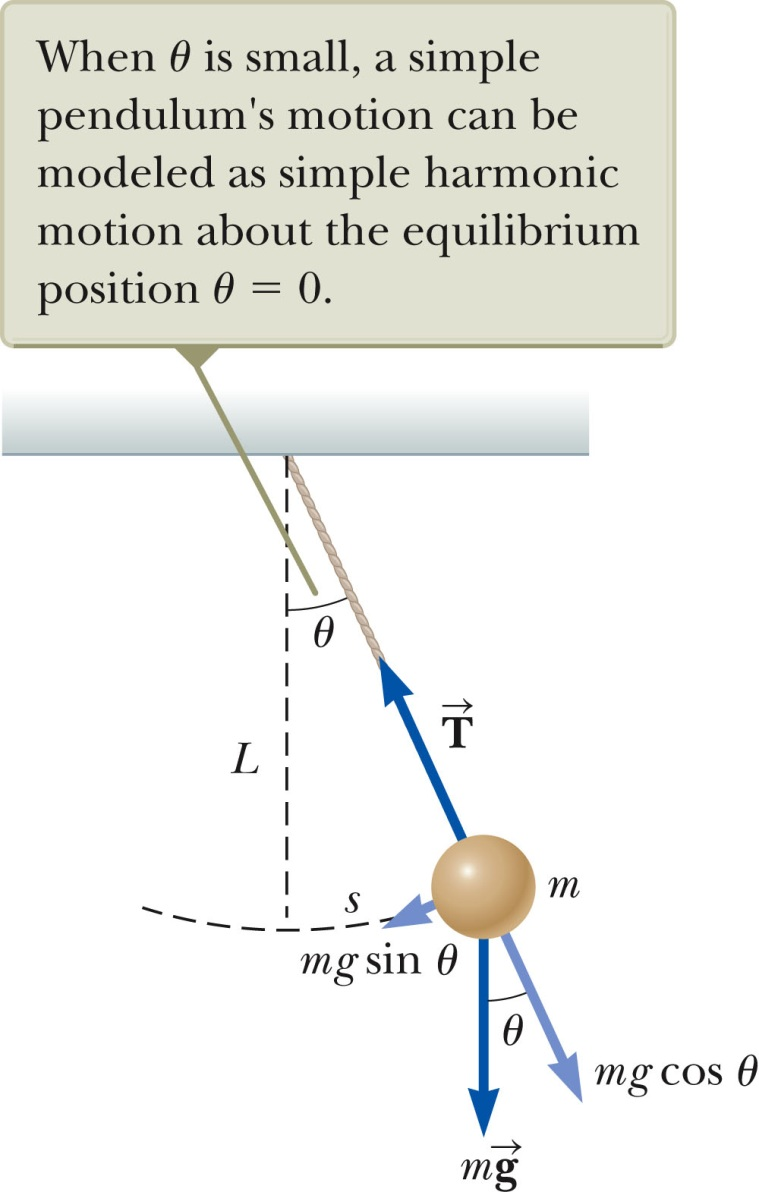 When θ is small, a simple
pendulum's motion can be
modeled as simple harmonic
motion about the equilibrium
position θ = 0.
θ
T⃗
L
s
m
mg sin θ
θ
mg cos θ
mg⃗